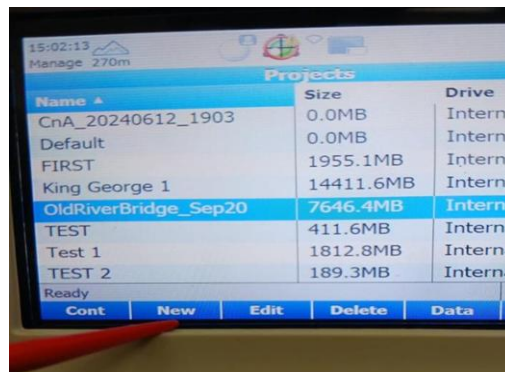 15:02:13
Manage 270m
Projects
Name Size Drive
CnA_20240612_1903 0.0MB Intern
Default 0.0MB Intern
FIRST 1955.1MB Intern
King George 1 14411.6MB Intern
OldRiverBridge_Sep20 7646.4MB Intern
TEST 411.6MB Intern
Test 1 1812.8MB Intern
TEST 2 189.3MB Intern
Ready
Cont New Edit Delete Data